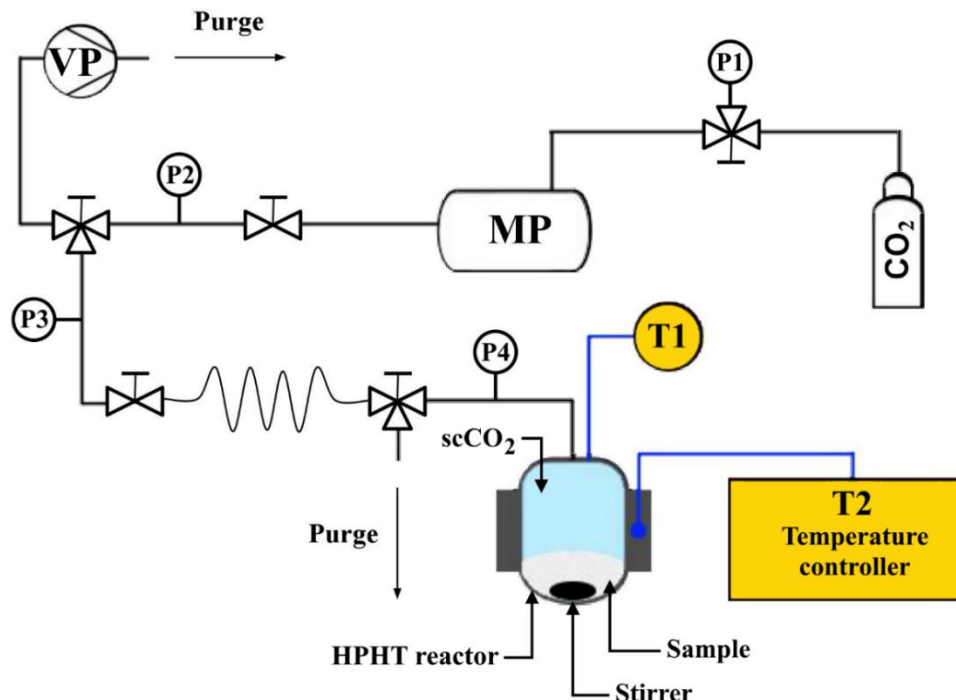 Purge
VP
P1
P2
MP
CO₂
P3
T1
P4
scCO₂
T2
Temperature
controller
Purge
HPHT reactor
Sample
Stirrer